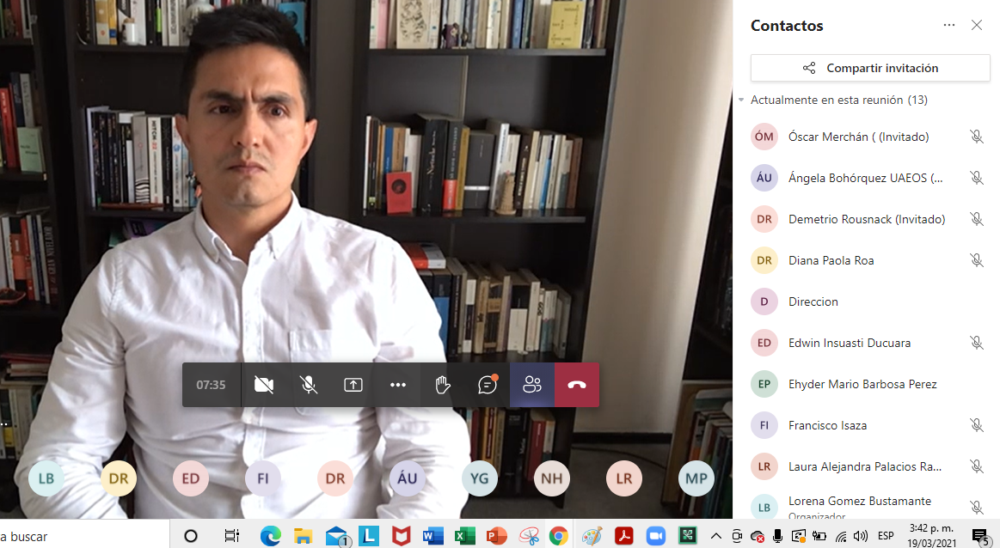 Contactos
Compartir invitación
Actualmente en esta reunión (13)
ÓM Óscar Merchán ( (Invitado)
ÁU Ángela Bohórquez UAEOS (...
DR Demetrio Rousnack (Invitado)
DR Diana Paola Roa
D Direccion
ED Edwin Insuasti Ducuara
EP Ehyder Mario Barbosa Perez
FI Francisco Isaza
LR Laura Alejandra Palacios Ra...
LB Lorena Gomez Bustamante
Organizador
07:35
LB DR ED FI DR ÁU YG NH LR MP
a buscar
1
L
ESP
3:42 p. m.
19/03/2021
5